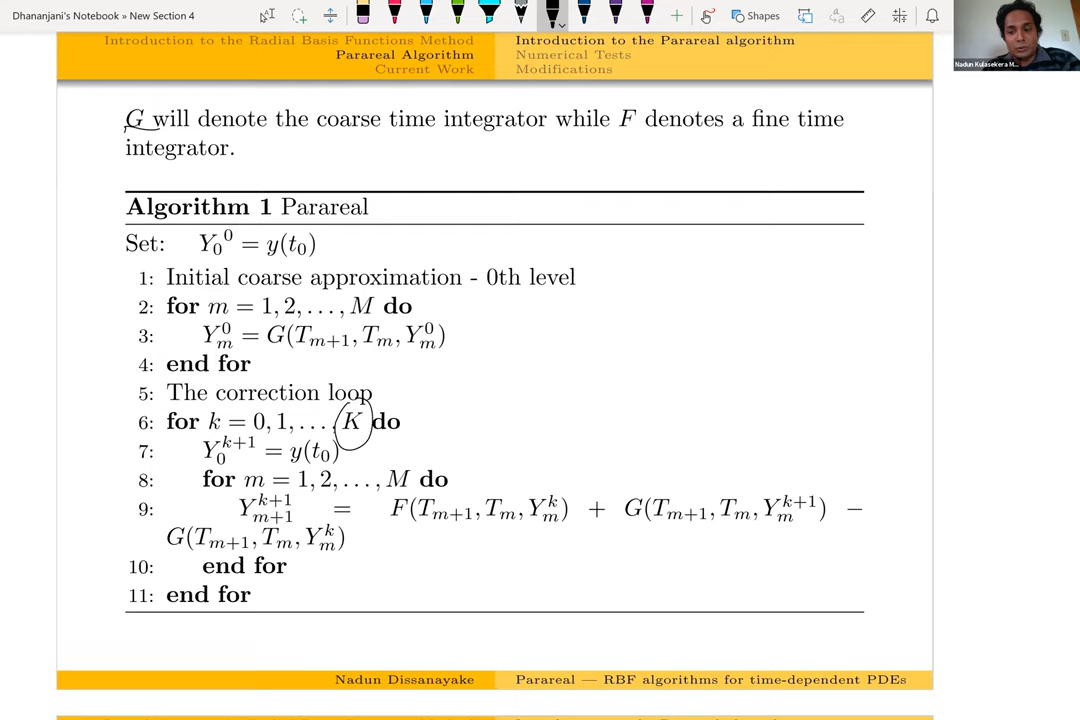 Dhananjani's Notebook » New Section 4
Shapes
Nadun Kulasekera M...
Introduction to the Radial Basis Functions Method
Parareal Algorithm
Current Work
Introduction to the Parareal algorithm
Numerical Tests
Modifications
G will denote the coarse time integrator while F denotes a fine time
integrator.
Algorithm 1 Parareal
Set: Y_0^0 = y(t_0)
1: Initial coarse approximation - 0th level
2: for m = 1, 2, . . . , M do
3: Y_m^0 = G(T_{m+1}, T_m, Y_m^0)
4: end for
5: The correction loop
6: for k = 0, 1, . . . , K do
7: Y_0^{k+1} = y(t_0)
8: for m = 1, 2, . . . , M do
9: Y_{m+1}^{k+1} = F(T_{m+1}, T_m, Y_m^k) + G(T_{m+1}, T_m, Y_m^{k+1}) −
G(T_{m+1}, T_m, Y_m^k)
10: end for
11: end for
Nadun Dissanayake
Parareal — RBF algorithms for time-dependent PDEs